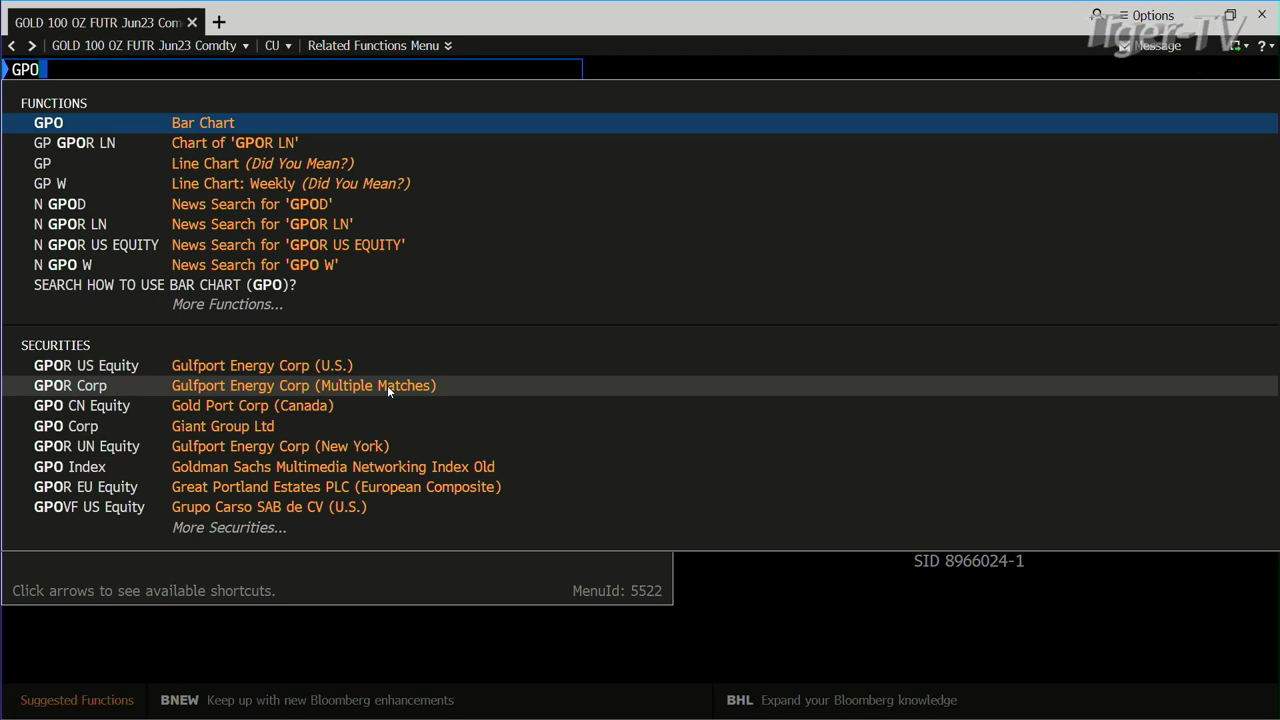 GOLD 100 OZ FUTR Jun23 Com
Options
GOLD 100 OZ FUTR Jun23 Comdty
CU
Related Functions Menu
Message
?
Tiger-TV
GPO
FUNCTIONS
GPO Bar Chart
GP GPOR LN Chart of 'GPOR LN'
GP Line Chart (Did You Mean?)
GP W Line Chart: Weekly (Did You Mean?)
N GPOD News Search for 'GPOD'
N GPOR LN News Search for 'GPOR LN'
N GPOR US EQUITY News Search for 'GPOR US EQUITY'
N GPO W News Search for 'GPO W'
SEARCH HOW TO USE BAR CHART (GPO)?
More Functions...
SECURITIES
GPOR US Equity Gulfport Energy Corp (U.S.)
GPOR Corp Gulfport Energy Corp (Multiple Matches)
GPO CN Equity Gold Port Corp (Canada)
GPO Corp Giant Group Ltd
GPOR UN Equity Gulfport Energy Corp (New York)
GPO Index Goldman Sachs Multimedia Networking Index Old
GPOR EU Equity Great Portland Estates PLC (European Composite)
GPOVF US Equity Grupo Carso SAB de CV (U.S.)
More Securities...
SID 8966024-1
Click arrows to see available shortcuts. MenuId: 5522
Suggested Functions BNEW Keep up with new Bloomberg enhancements BHL Expand your Bloomberg knowledge